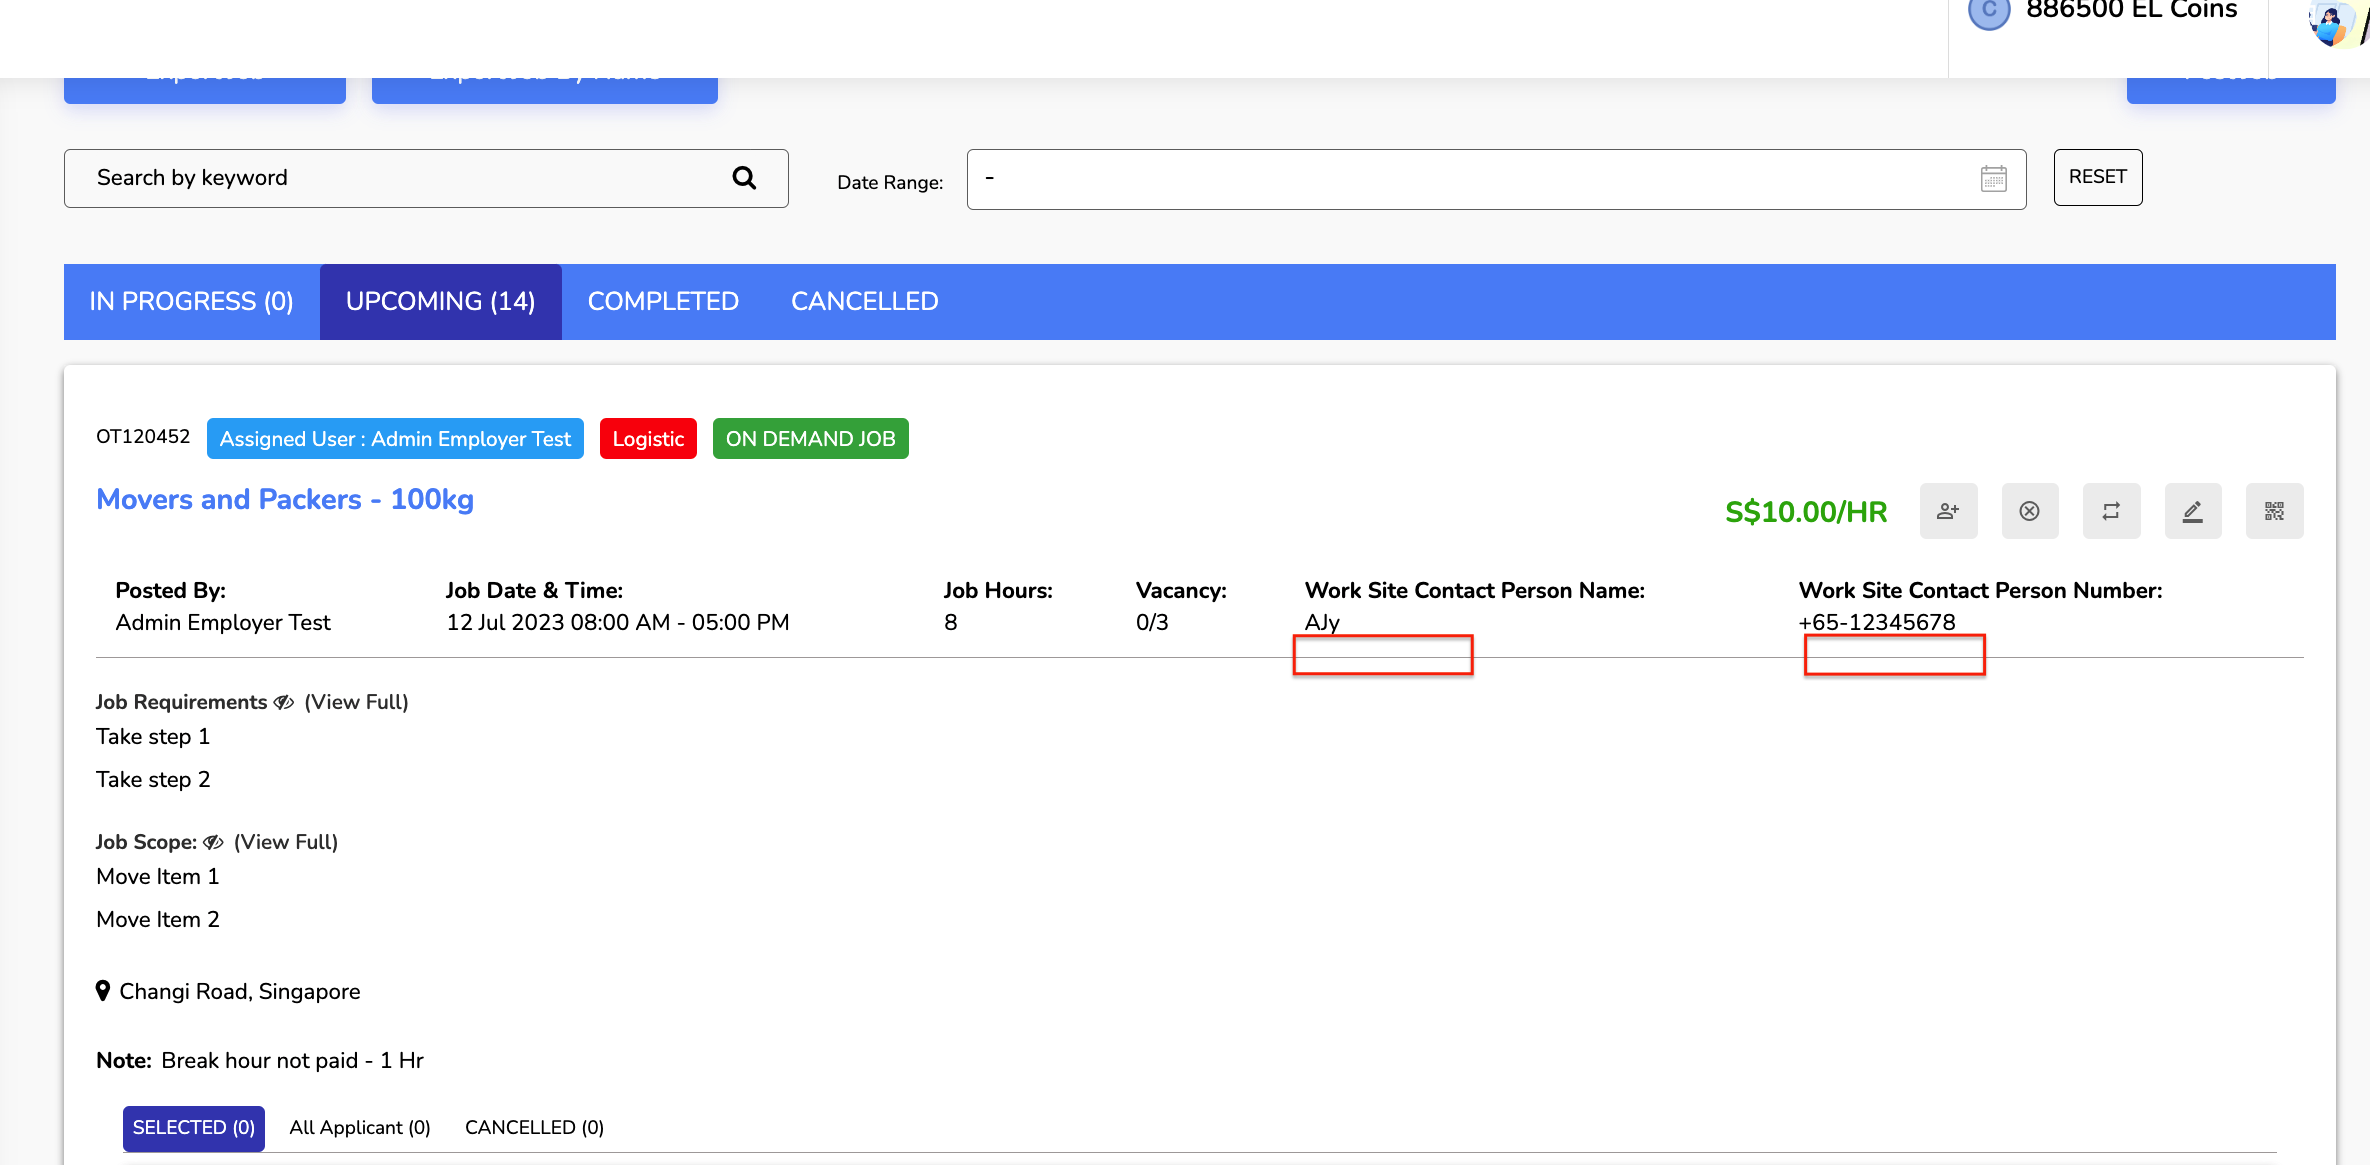 C 886500 EL Coins
Search by keyword
Date Range:
-
RESET
IN PROGRESS (0) UPCOMING (14) COMPLETED CANCELLED
OT120452 Assigned User : Admin Employer Test Logistic ON DEMAND JOB
Movers and Packers - 100kg
S$10.00/HR
Posted By: Job Date & Time: Job Hours: Vacancy: Work Site Contact Person Name: Work Site Contact Person Number:
Admin Employer Test 12 Jul 2023 08:00 AM - 05:00 PM 8 0/3 AJy +65-12345678
Job Requirements (View Full)
Take step 1
Take step 2
Job Scope: (View Full)
Move Item 1
Move Item 2
Changi Road, Singapore
Note: Break hour not paid - 1 Hr
SELECTED (0) All Applicant (0) CANCELLED (0)